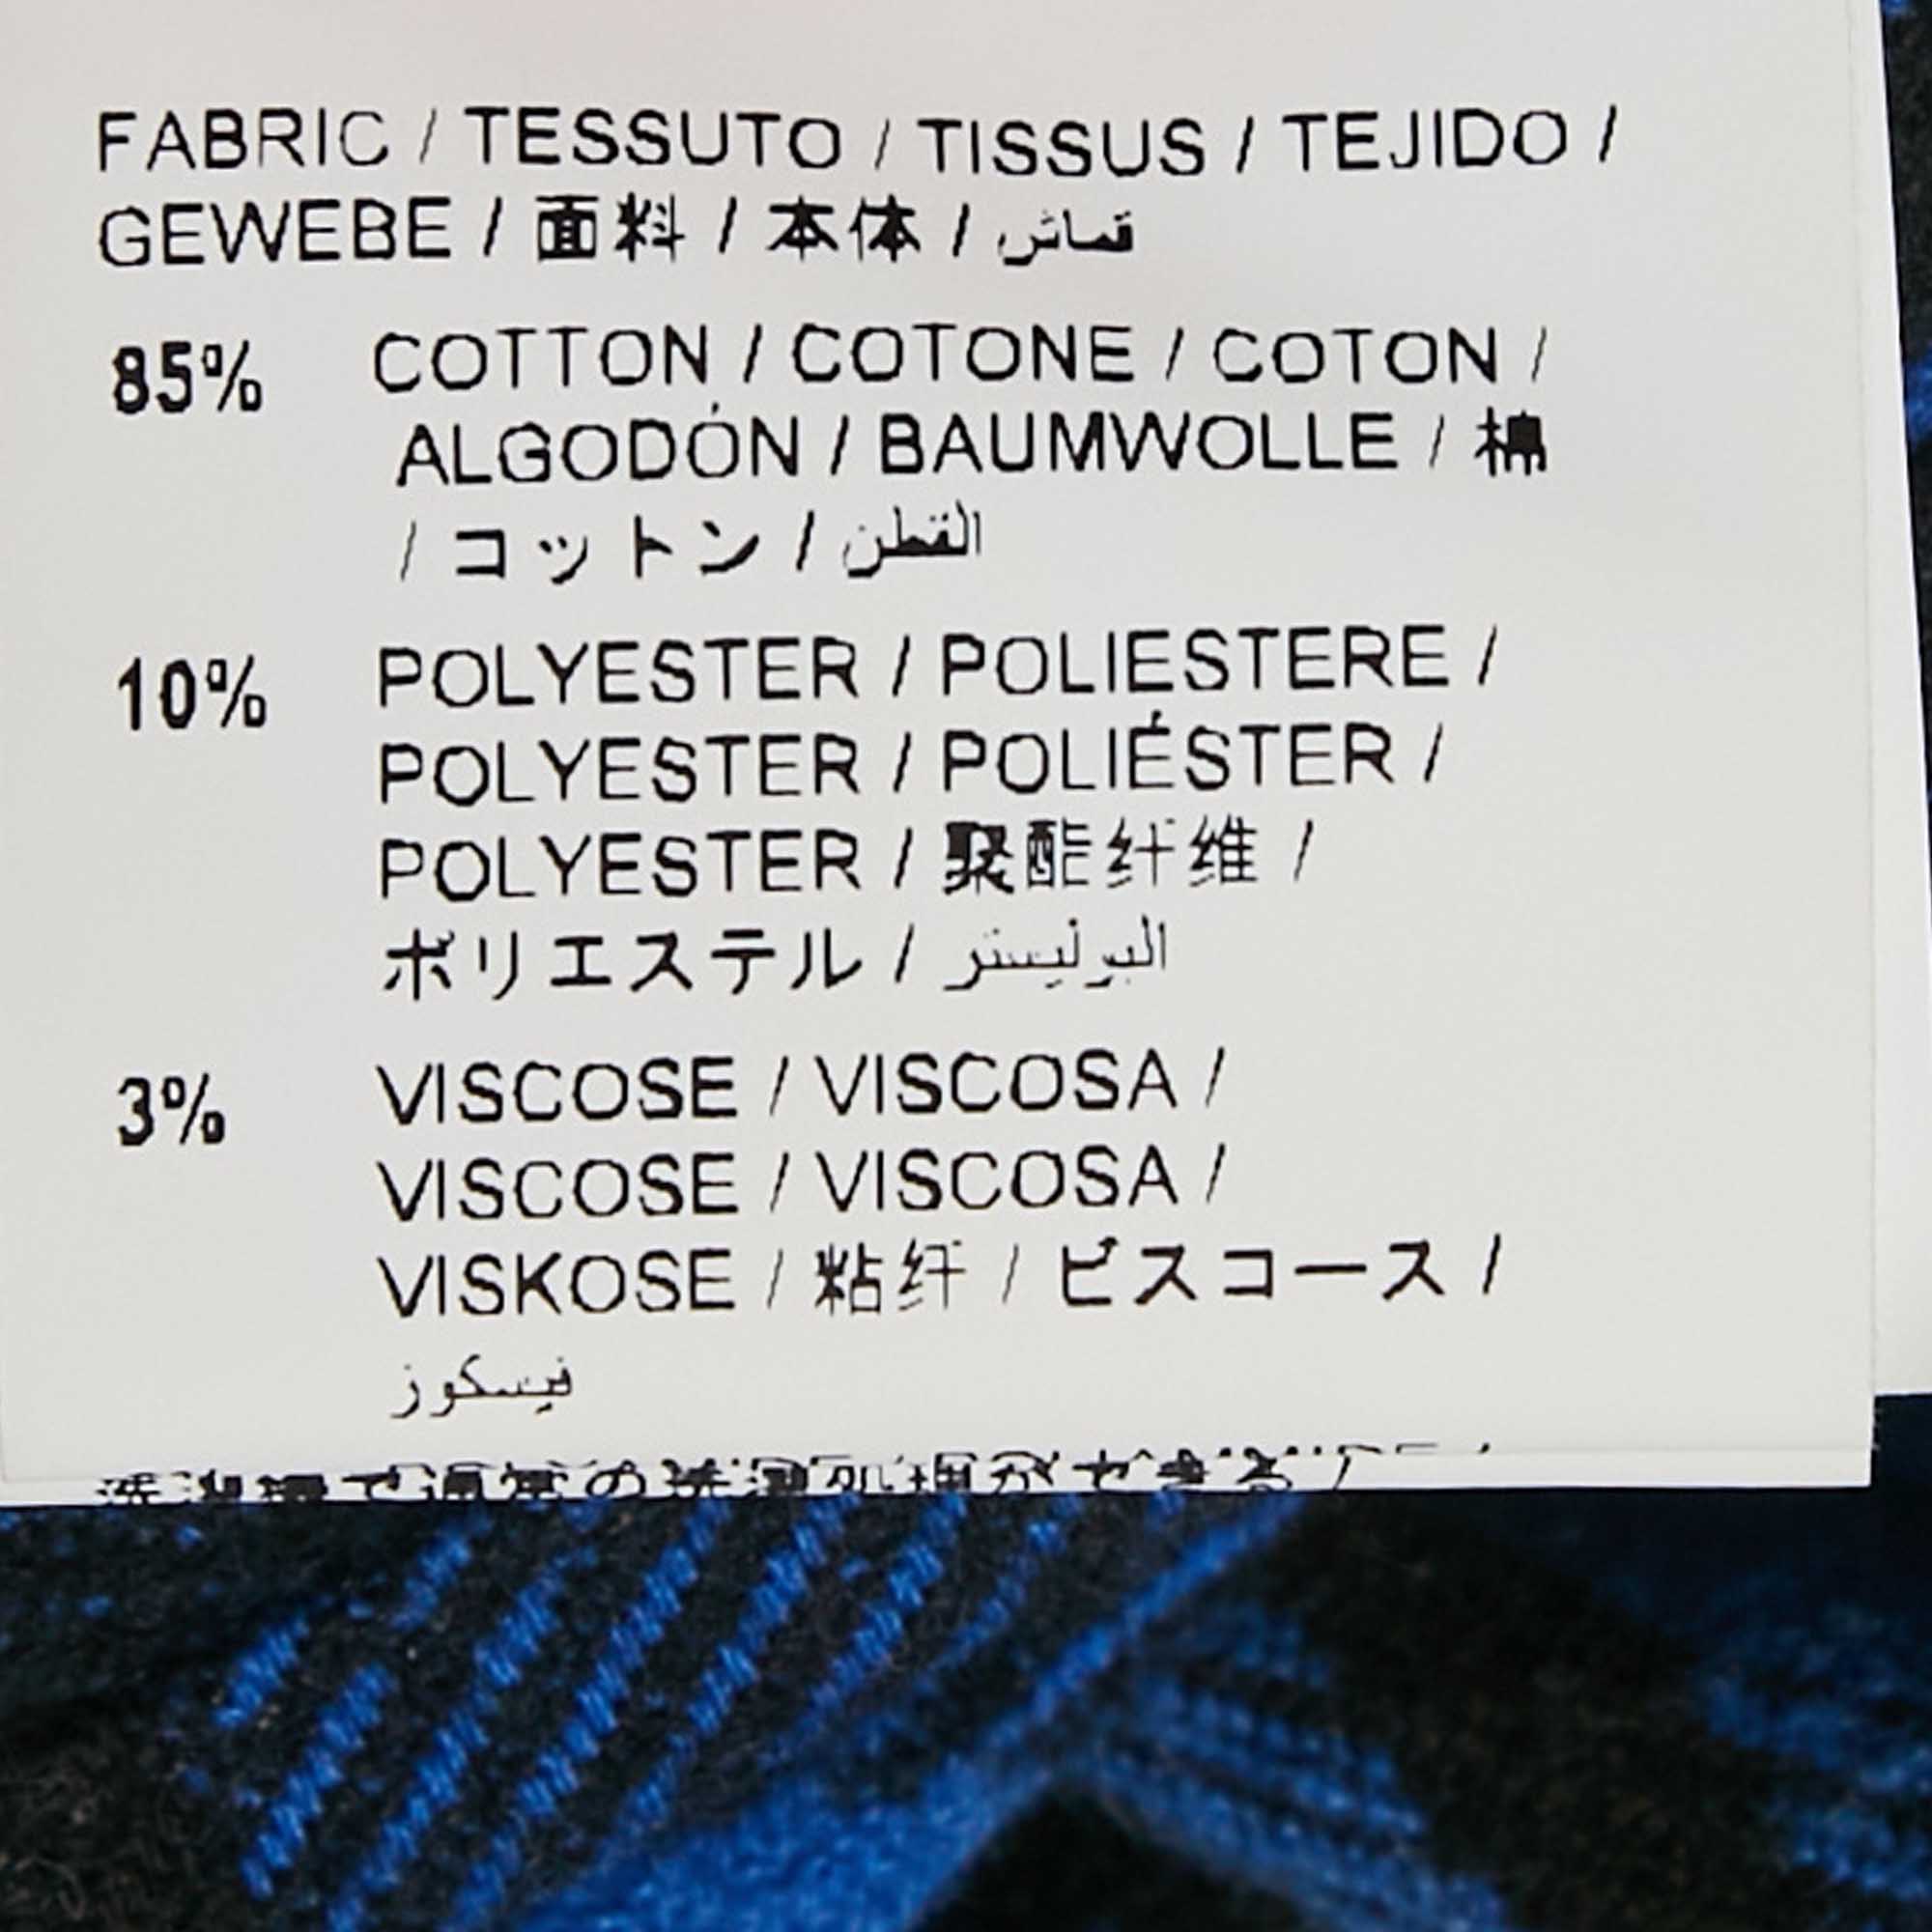 FABRIC / TESSUTO / TISSUS / TEJIDO /
GEWEBE / 面料 / 本体 / قماش
85% COTTON / COTONE / COTON /
ALGODÓN / BAUMWOLLE / 棉
/ コットン / القطن
10% POLYESTER / POLIESTERE /
POLYESTER / POLIÉSTER /
POLYESTER / 聚酯纤维 /
ポリエステル / البوليستر
3% VISCOSE / VISCOSA /
VISCOSE / VISCOSA /
VISKOSE / 粘纤 / ビスコース /
فيسكوز